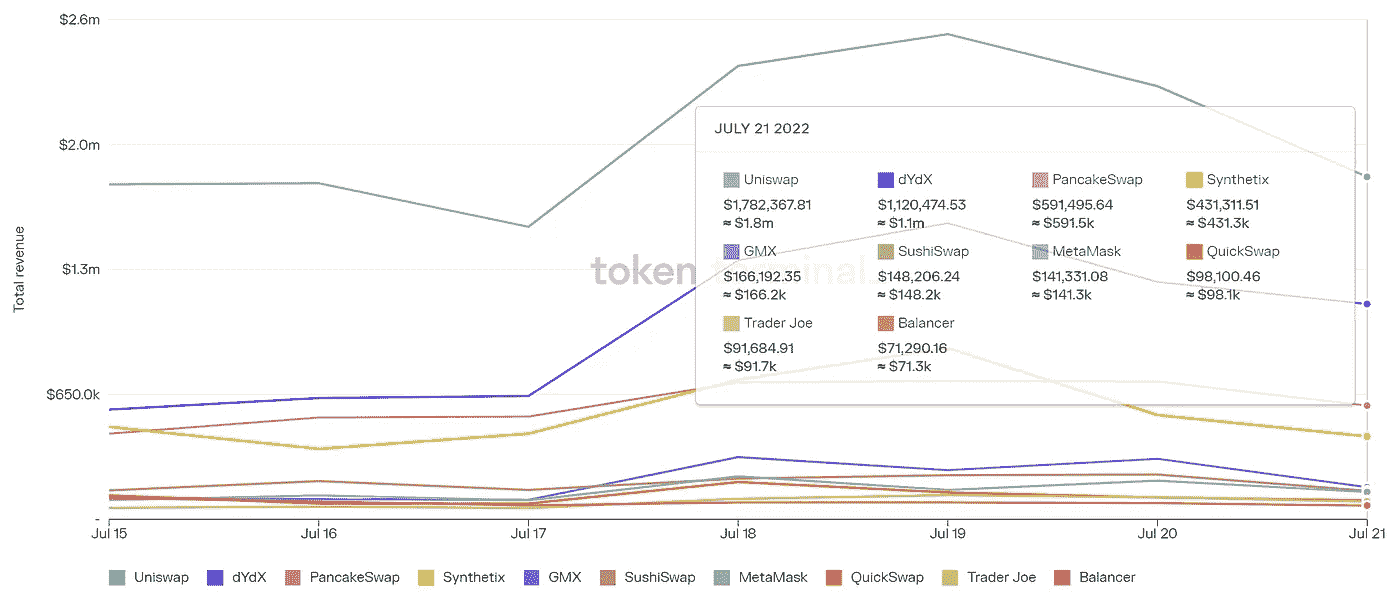 $2.6m
$2.0m
$1.3m
$650.0k
-
Total revenue
token terminal
JULY 21 2022
Uniswap dYdX PancakeSwap Synthetix
$1,782,367.81 $1,120,474.53 $591,495.64 $431,311.51
≈ $1.8m ≈ $1.1m ≈ $591.5k ≈ $431.3k
GMX SushiSwap MetaMask QuickSwap
$166,192.35 $148,206.24 $141,331.08 $98,100.46
≈ $166.2k ≈ $148.2k ≈ $141.3k ≈ $98.1k
Trader Joe Balancer
$91,684.91 $71,290.16
≈ $91.7k ≈ $71.3k
Jul 15 Jul 16 Jul 17 Jul 18 Jul 19 Jul 20 Jul 21
Uniswap dYdX PancakeSwap Synthetix GMX SushiSwap MetaMask QuickSwap Trader Joe Balancer